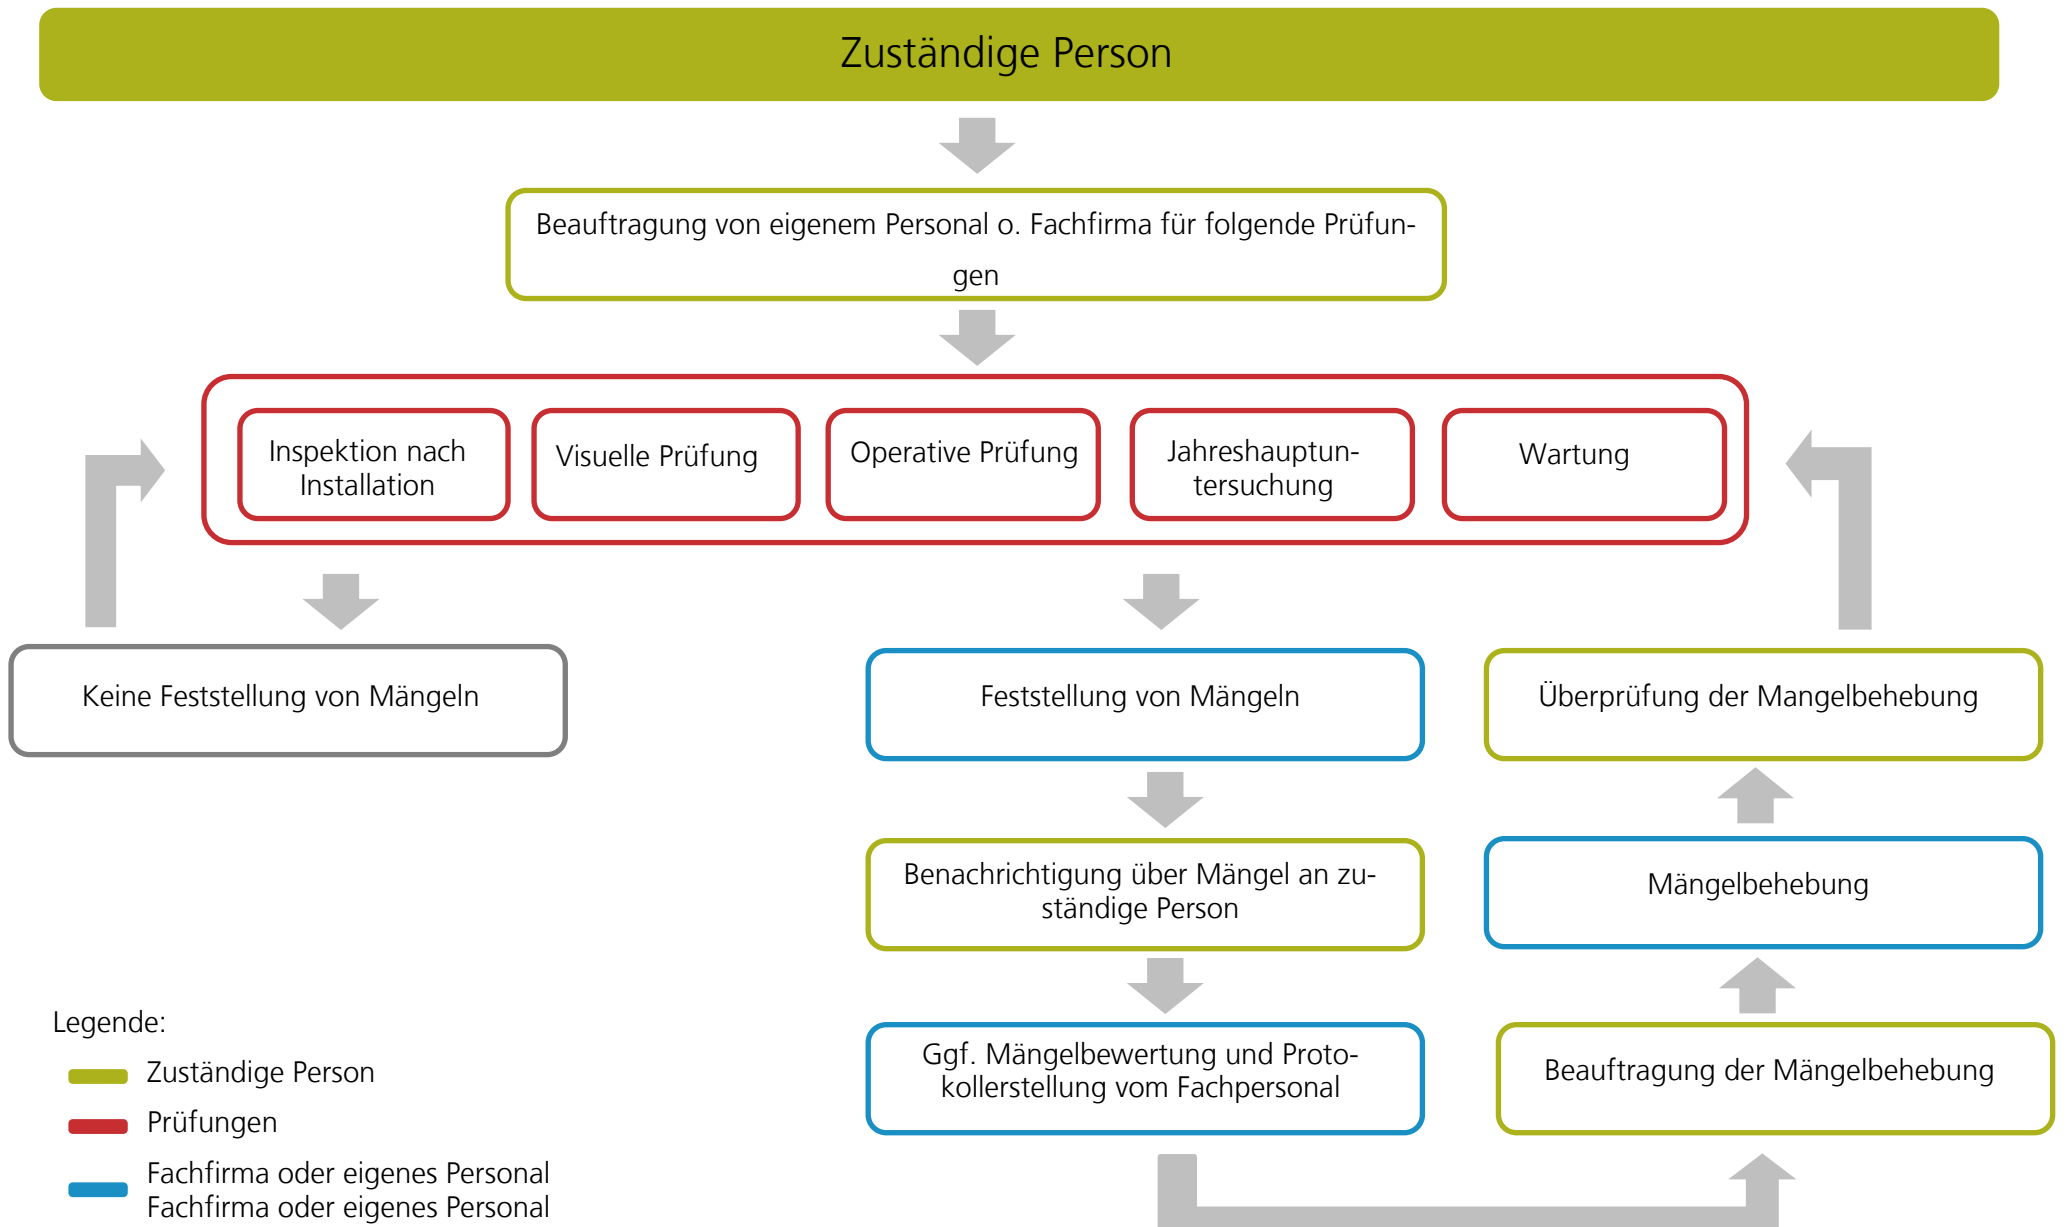 Zuständige Person
Beauftragung von eigenem Personal o. Fachfirma für folgende Prüfun-
gen
Inspektion nach
Installation
Visuelle Prüfung
Operative Prüfung
Jahreshauptun-
tersuchung
Wartung
Keine Feststellung von Mängeln
Feststellung von Mängeln
Überprüfung der Mangelbehebung
Benachrichtigung über Mängel an zu-
ständige Person
Mängelbehebung
Ggf. Mängelbewertung und Proto-
kollerstellung vom Fachpersonal
Beauftragung der Mängelbehebung
Legende:
Zuständige Person
Prüfungen
Fachfirma oder eigenes Personal
Fachfirma oder eigenes Personal